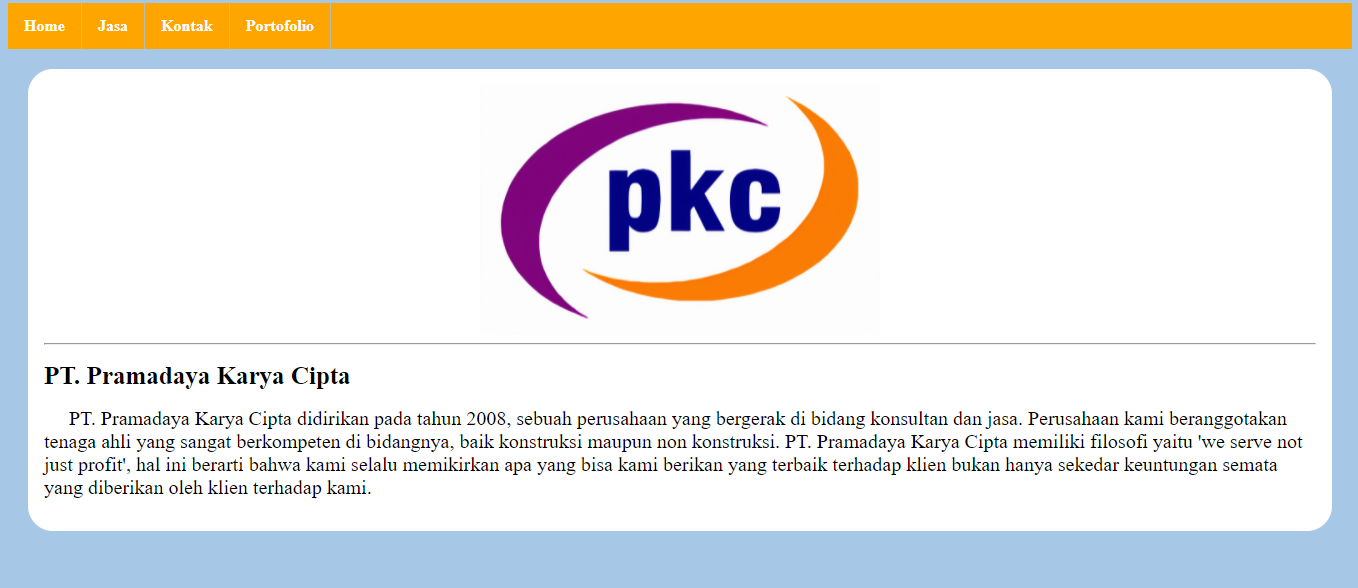 Home Jasa Kontak Portofolio
pkc
PT. Pramadaya Karya Cipta
PT. Pramadaya Karya Cipta didirikan pada tahun 2008, sebuah perusahaan yang bergerak di bidang konsultan dan jasa. Perusahaan kami beranggotakan
tenaga ahli yang sangat berkompeten di bidangnya, baik konstruksi maupun non konstruksi. PT. Pramadaya Karya Cipta memiliki filosofi yaitu 'we serve not
just profit', hal ini berarti bahwa kami selalu memikirkan apa yang bisa kami berikan yang terbaik terhadap klien bukan hanya sekedar keuntungan semata
yang diberikan oleh klien terhadap kami.